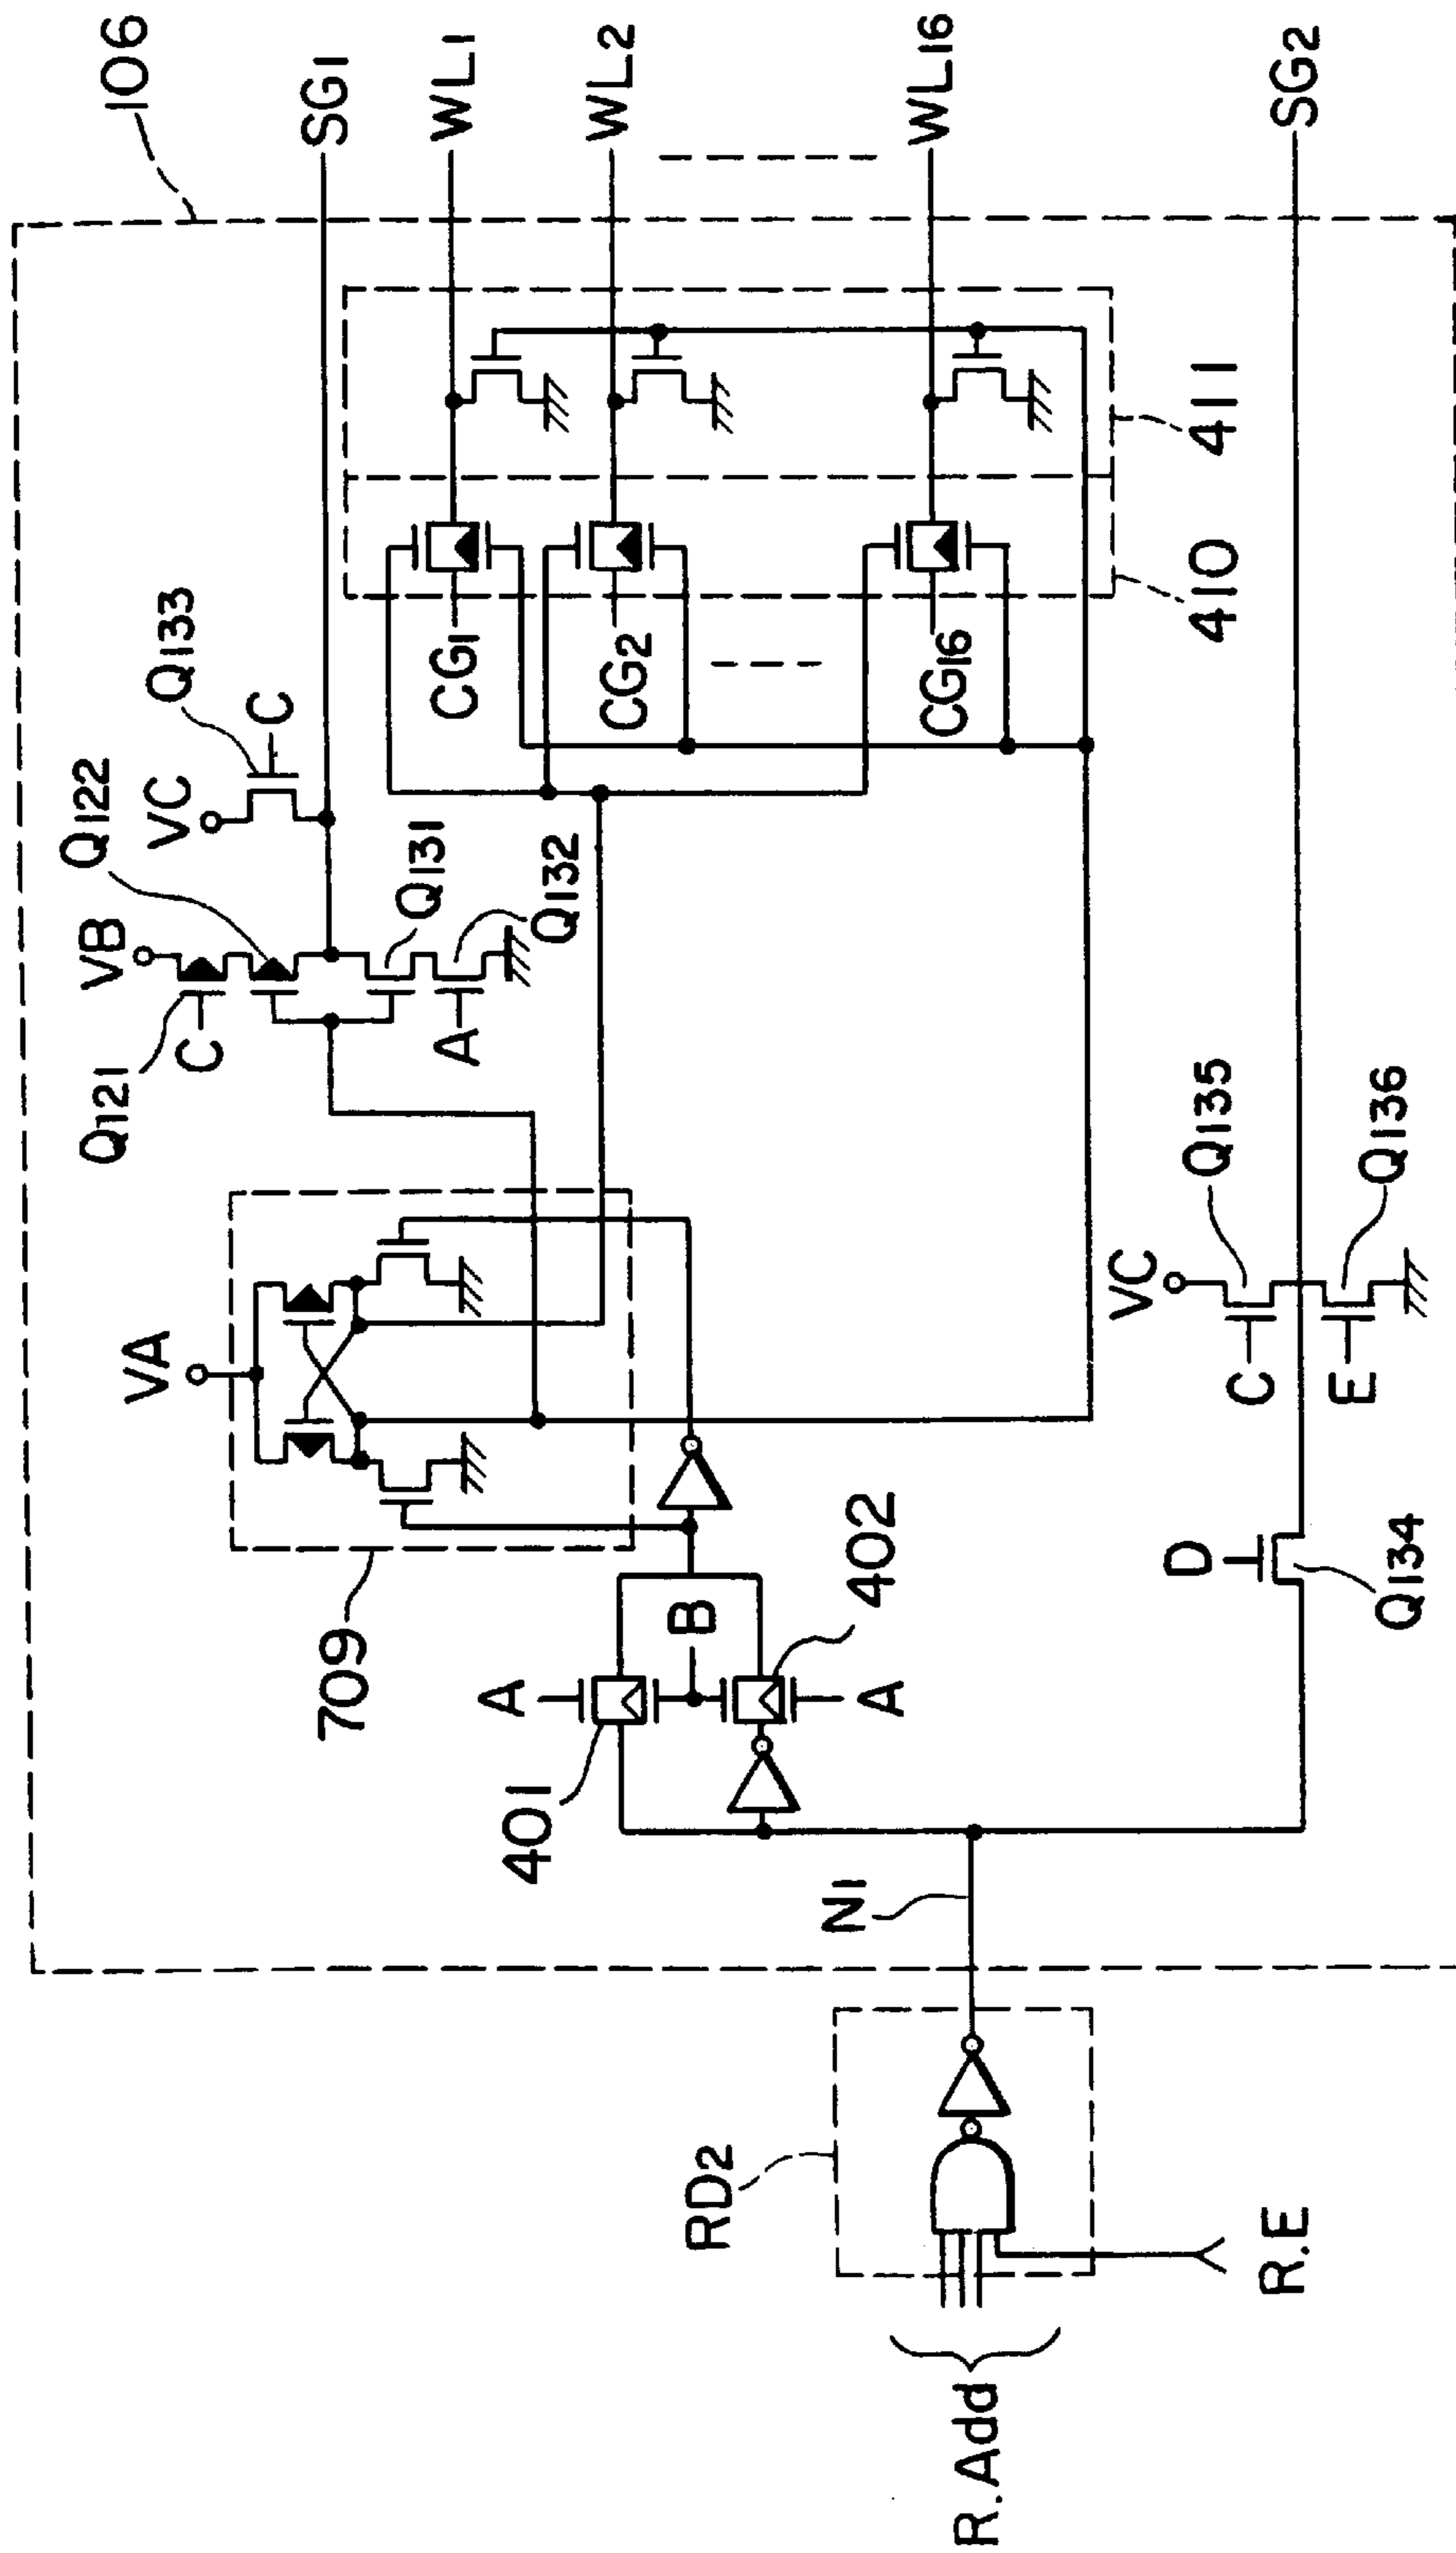 106
SG1
WL1
WL2
WL16
SG2
VA
VB
VC
Q121
C
Q122
Q133
C
Q131
Q132
A
709
CG1
CG2
CG16
410
411
A
401
B
402
A
N1
RD2
R.Add
R.E
D
Q134
VC
C
Q135
E
Q136